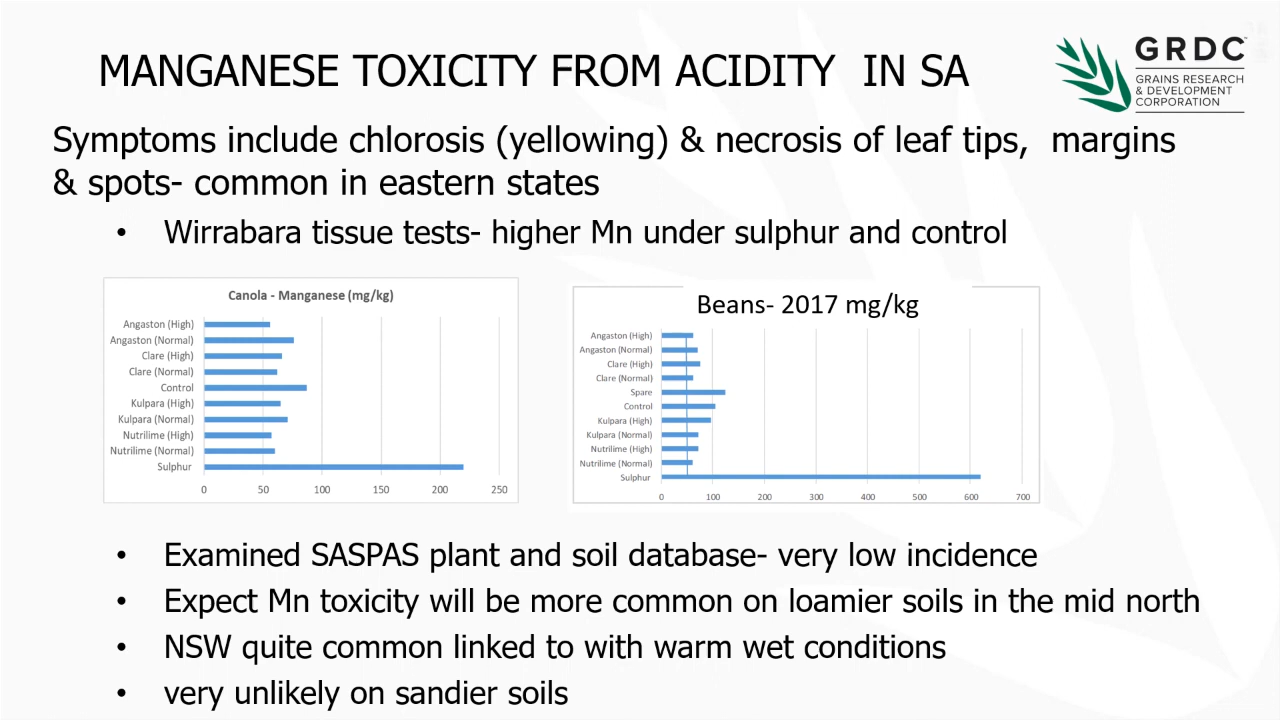 MANGANESE TOXICITY FROM ACIDITY  IN SA
GRDC™
GRAINS RESEARCH
& DEVELOPMENT
CORPORATION
Symptoms include chlorosis (yellowing) & necrosis of leaf tips,  margins
& spots- common in eastern states
• Wirrabara tissue tests- higher Mn under sulphur and control
Canola - Manganese (mg/kg)
Angaston (High)
Angaston (Normal)
Clare (High)
Clare (Normal)
Control
Kulpara (High)
Kulpara (Normal)
Nutrilime (High)
Nutrilime (Normal)
Sulphur
0 50 100 150 200 250
Beans- 2017 mg/kg
Angaston (High)
Angaston (Normal)
Clare (High)
Clare (Normal)
Spare
Control
Kulpara (High)
Kulpara (Normal)
Nutrilime (High)
Nutrilime (Normal)
Sulphur
0 100 200 300 400 500 600 700
• Examined SASPAS plant and soil database- very low incidence
• Expect Mn toxicity will be more common on loamier soils in the mid north
• NSW quite common linked to with warm wet conditions
• very unlikely on sandier soils